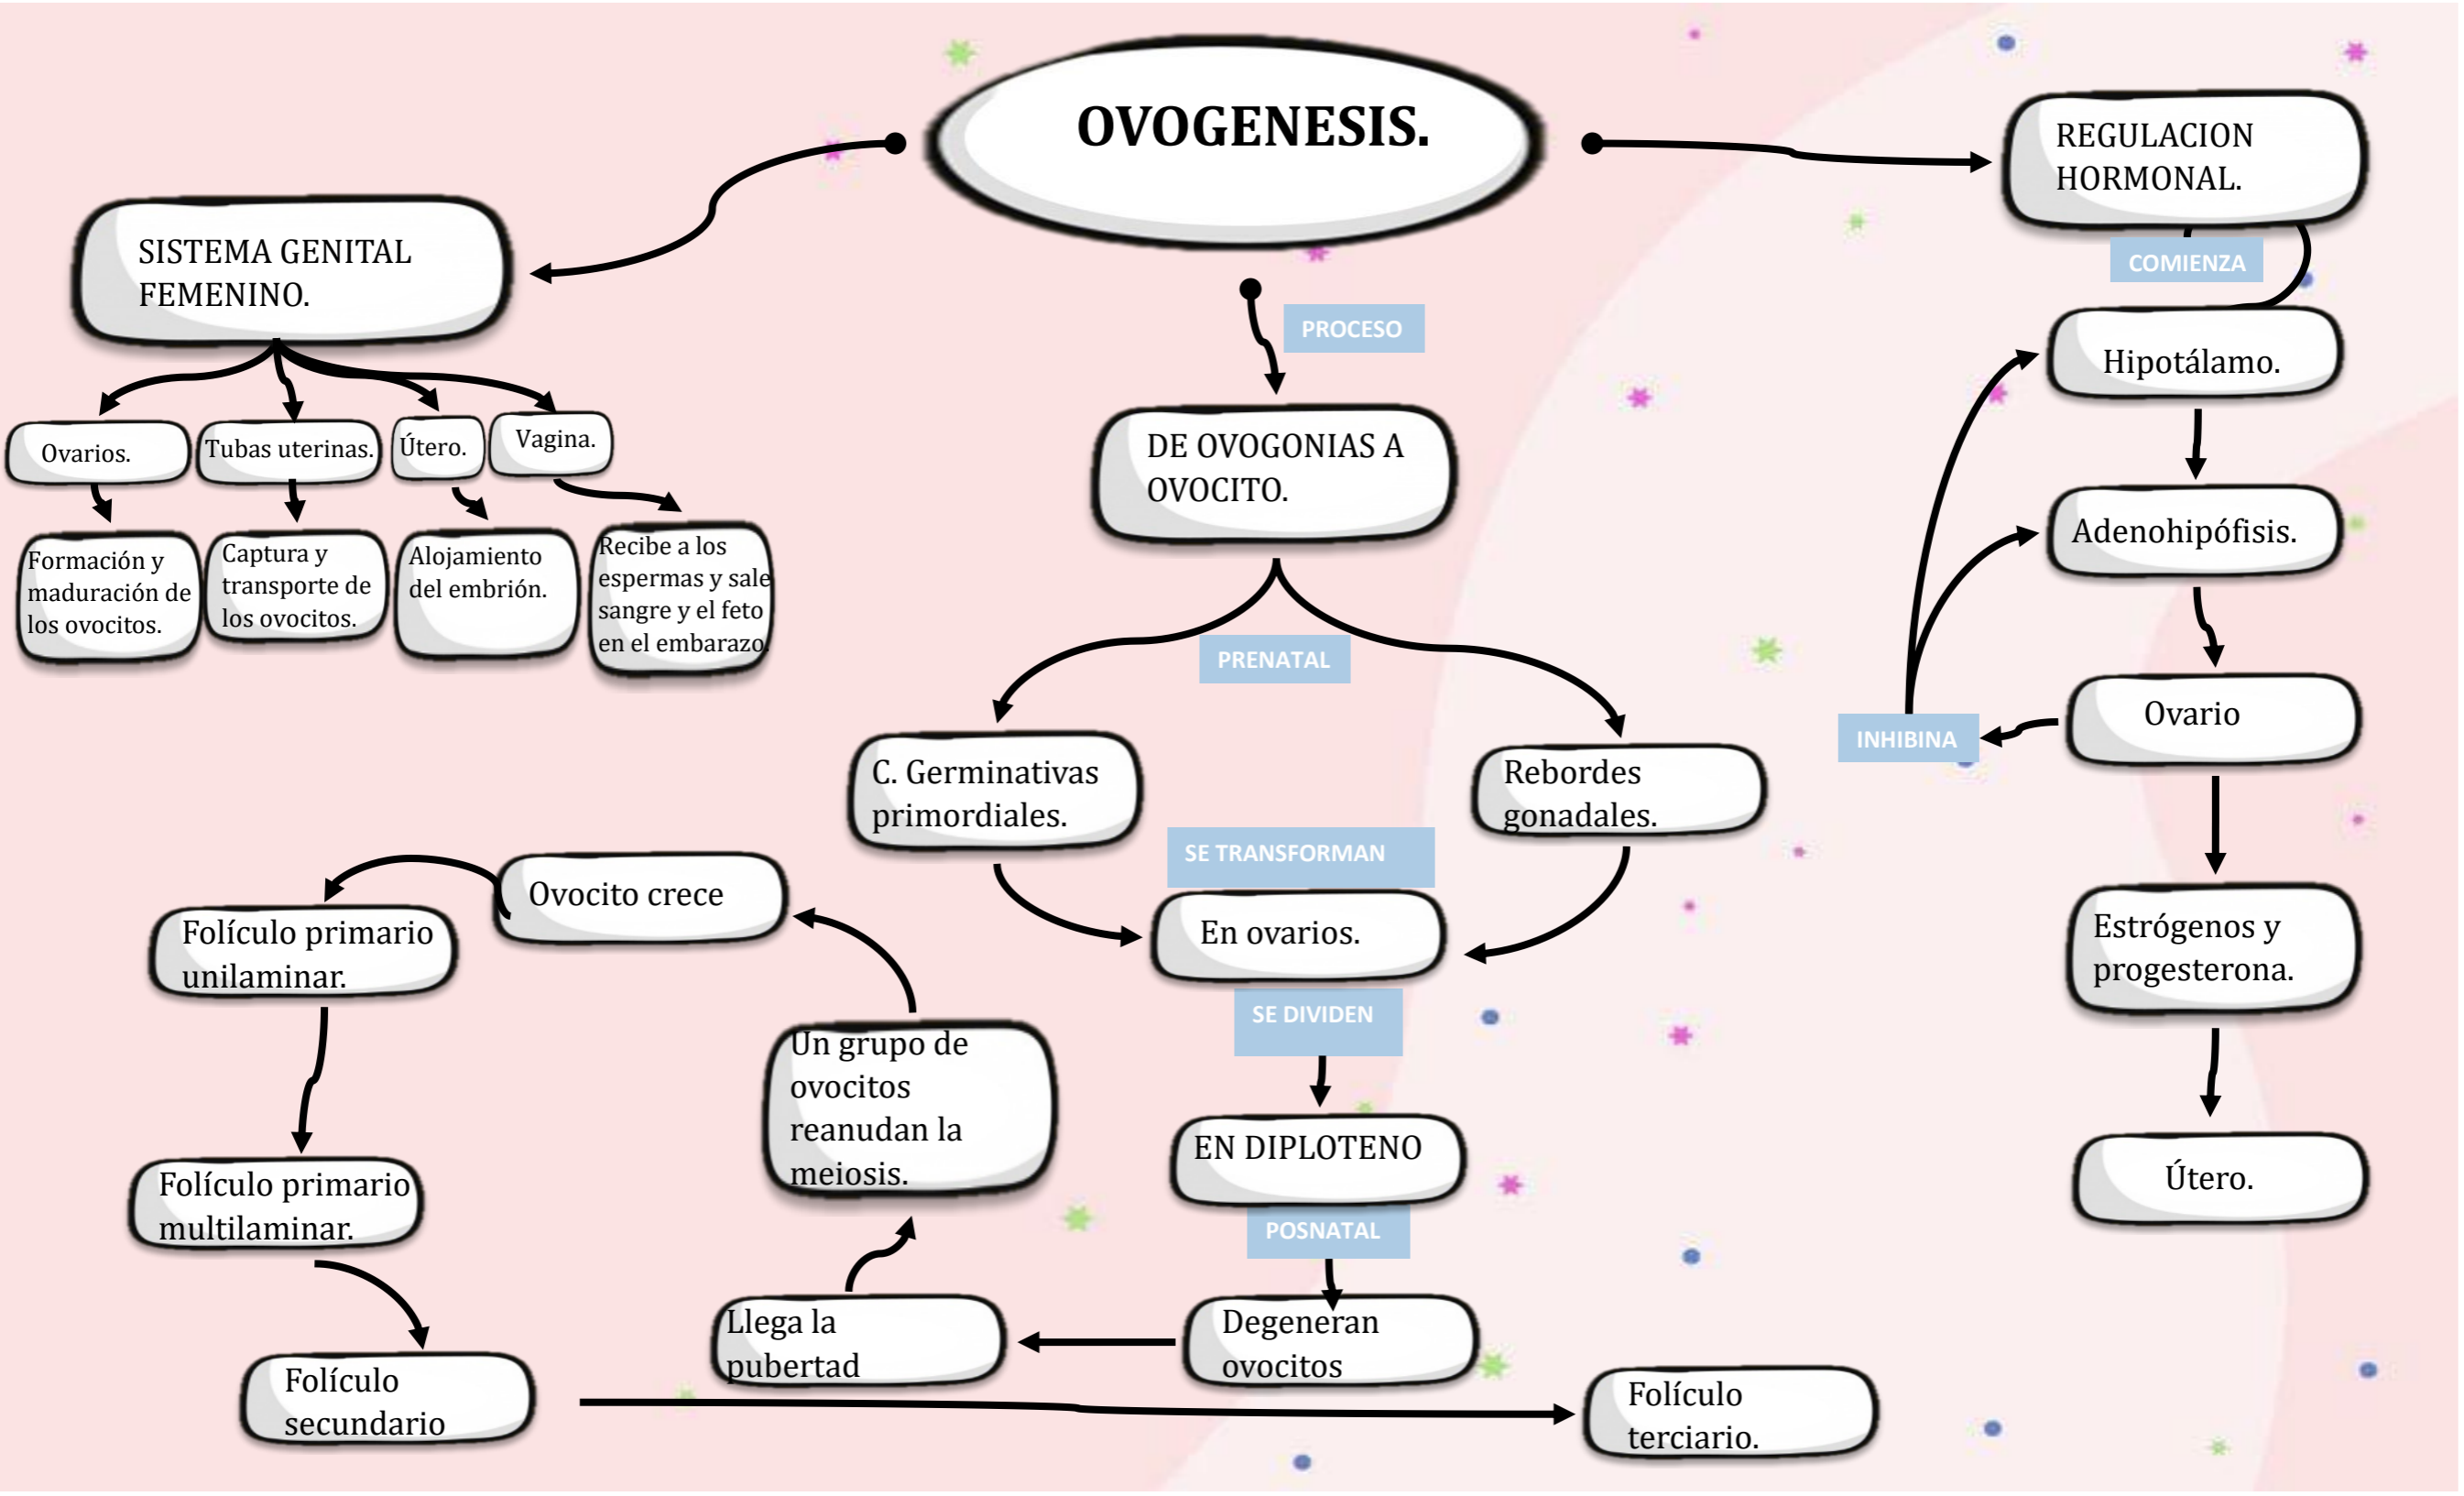 OVOGENESIS.
REGULACION
HORMONAL.
SISTEMA GENITAL
FEMENINO.
COMIENZA
PROCESO
Hipotálamo.
Ovarios.
Tubas uterinas.
Útero.
Vagina.
DE OVOGONIAS A
OVOCITO.
Adenohipófisis.
Formación y
maduración de
los ovocitos.
Captura y
transporte de
los ovocitos.
Alojamiento
del embrión.
Recibe a los
espermas y sale
sangre y el feto
en el embarazo.
PRENATAL
Ovario
INHIBINA
C. Germinativas
primordiales.
Rebordes
gonadales.
SE TRANSFORMAN
En ovarios.
Ovocito crece
Folículo primario
unilaminar.
Estrógenos y
progesterona.
SE DIVIDEN
Un grupo de
ovocitos
reanudan la
meiosis.
EN DIPLOTENO
Útero.
Folículo primario
multilaminar.
POSNATAL
Llega la
pubertad
Degeneran
ovocitos
Folículo
secundario
Folículo
terciario.